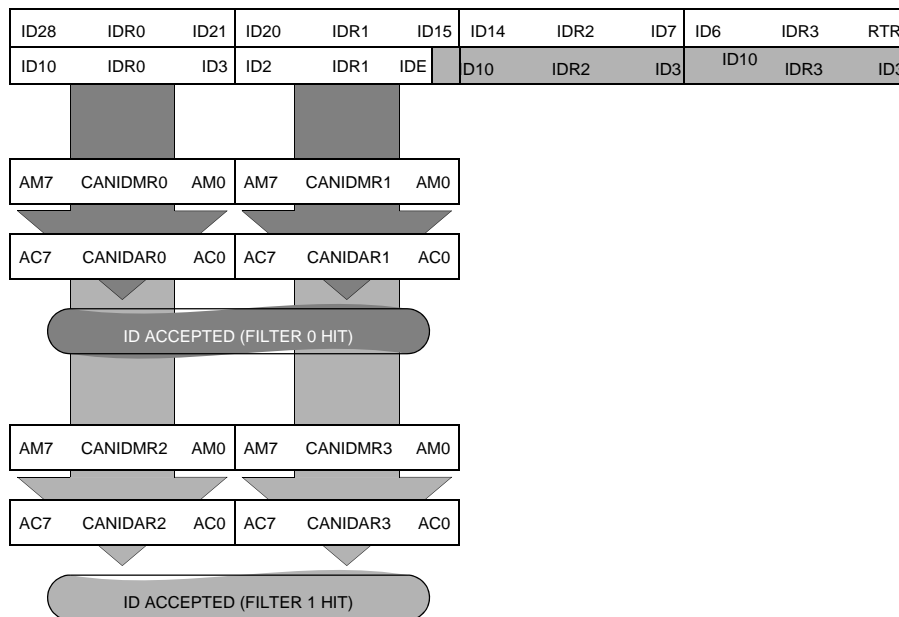 ID28 IDR0 ID21 ID20 IDR1 ID15 ID14 IDR2 ID7 ID6 IDR3 RTR
ID10 IDR0 ID3 ID2 IDR1 IDE ID10 IDR2 ID3 ID10 IDR3 ID3
AM7 CANIDMR0 AM0 AM7 CANIDMR1 AM0
AC7 CANIDAR0 AC0 AC7 CANIDAR1 AC0
ID ACCEPTED (FILTER 0 HIT)
AM7 CANIDMR2 AM0 AM7 CANIDMR3 AM0
AC7 CANIDAR2 AC0 AC7 CANIDAR3 AC0
ID ACCEPTED (FILTER 1 HIT)